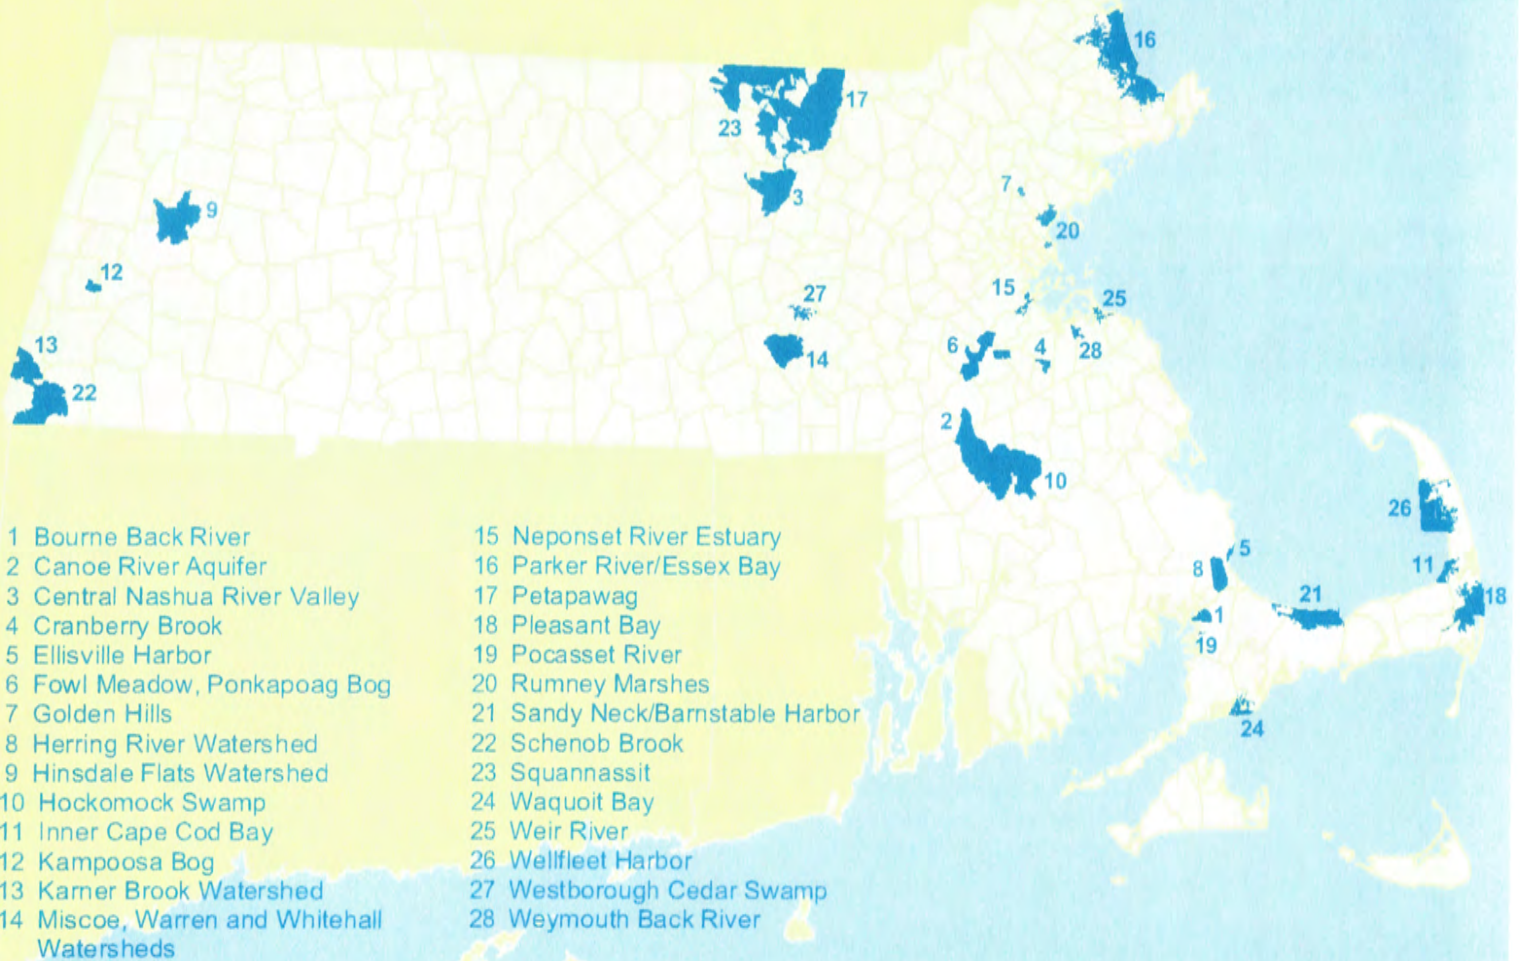 16
17
23
3
7
9
20
12
27
15
25
13
6
4
28
14
22
2
10
26
5
8
11
21
18
1
19
24
1 Bourne Back River
2 Canoe River Aquifer
3 Central Nashua River Valley
4 Cranberry Brook
5 Ellisville Harbor
6 Fowl Meadow, Ponkapoag Bog
7 Golden Hills
8 Herring River Watershed
9 Hinsdale Flats Watershed
10 Hockomock Swamp
11 Inner Cape Cod Bay
12 Kampoosa Bog
13 Karner Brook Watershed
14 Miscoe, Warren and Whitehall
Watersheds
15 Neponset River Estuary
16 Parker River/Essex Bay
17 Petapawag
18 Pleasant Bay
19 Pocasset River
20 Rumney Marshes
21 Sandy Neck/Barnstable Harbor
22 Schenob Brook
23 Squannassit
24 Waquoit Bay
25 Weir River
26 Wellfleet Harbor
27 Westborough Cedar Swamp
28 Weymouth Back River